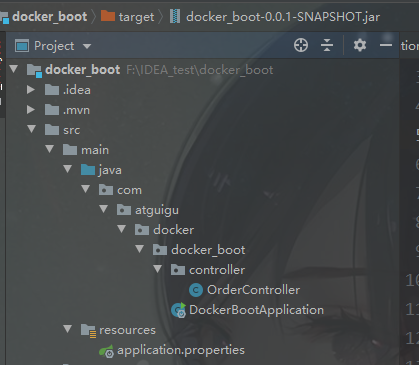 docker_boot target docker_boot-0.0.1-SNAPSHOT.jar
Project
docker_boot F:\IDEA_test\docker_boot
.idea
.mvn
src
main
java
com
atguigu
docker
docker_boot
controller
OrderController
DockerBootApplication
resources
application.properties